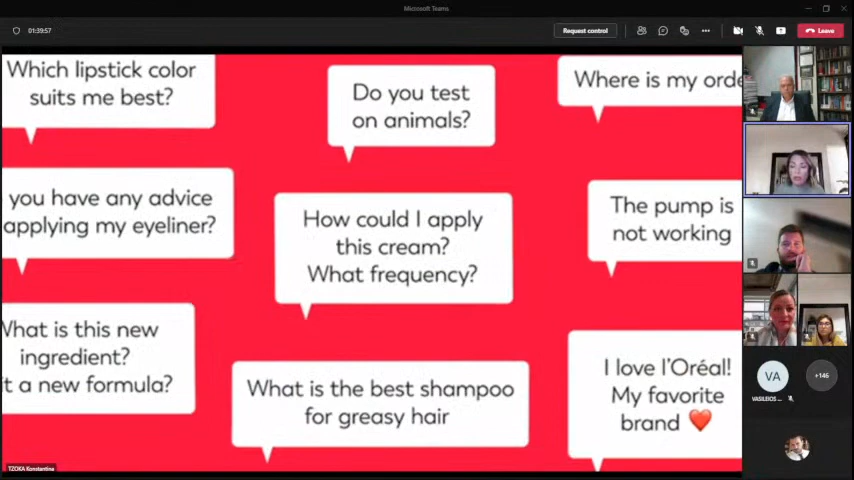 Microsoft Teams
01:39:57
Request control
Leave
Which lipstick color
suits me best?
Do you test
on animals?
Where is my orde
you have any advice
applying my eyeliner?
How could I apply
this cream?
What frequency?
The pump is
not working
What is this new
ingredient?
it a new formula?
What is the best shampoo
for greasy hair
I love l'Oréal!
My favorite
brand ❤️
VA
+146
VASILEIOS ...
TZOKA Konstantina